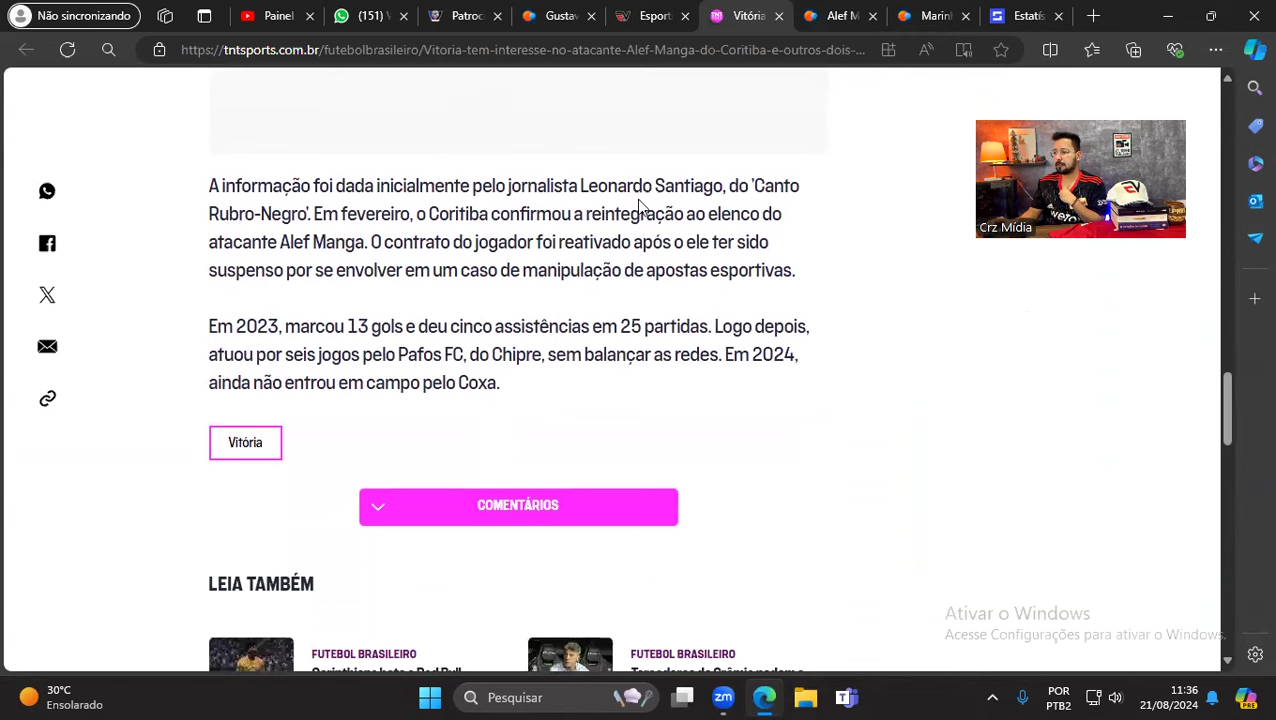 Não sincronizando
Painel
(151) V
Patroc
Gustav
Esport
Vitória
Alef M
Marinh
Estatís
https://tntsports.com.br/futebolbrasileiro/Vitoria-tem-interesse-no-atacante-Alef-Manga-do-Coritiba-e-outros-dois-...
A informação foi dada inicialmente pelo jornalista Leonardo Santiago, do 'Canto
Rubro-Negro'. Em fevereiro, o Coritiba confirmou a reintegração ao elenco do
atacante Alef Manga. O contrato do jogador foi reativado após o ele ter sido
suspenso por se envolver em um caso de manipulação de apostas esportivas.
Crz Mídia
Em 2023, marcou 13 gols e deu cinco assistências em 25 partidas. Logo depois,
atuou por seis jogos pelo Pafos FC, do Chipre, sem balançar as redes. Em 2024,
ainda não entrou em campo pelo Coxa.
Vitória
COMENTÁRIOS
LEIA TAMBÉM
FUTEBOL BRASILEIRO
FUTEBOL BRASILEIRO
Ativar o Windows
Acesse Configurações para ativar o Windows.
30°C
Ensolarado
Pesquisar
zm
POR
PTB2
11:36
21/08/2024
PRE